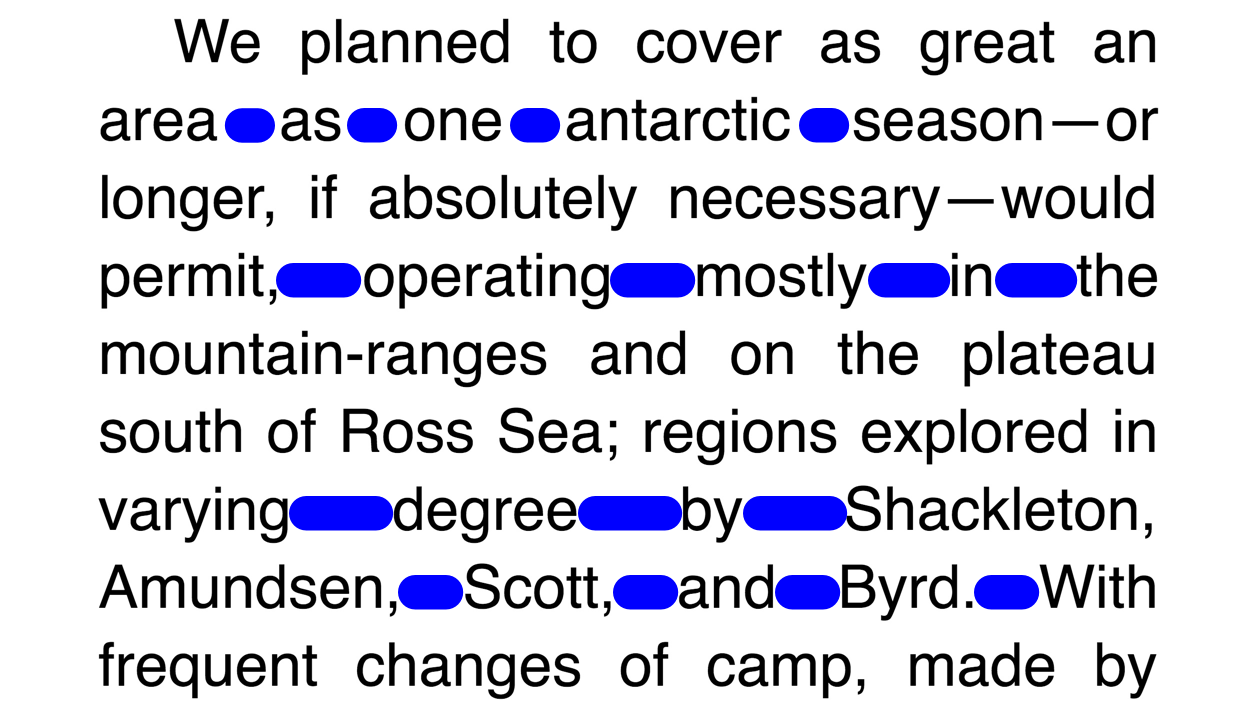 We planned to cover as great an
area as one antarctic season—or
longer, if absolutely necessary—would
permit, operating mostly in the
mountain-ranges and on the plateau
south of Ross Sea; regions explored in
varying degree by Shackleton,
Amundsen, Scott, and Byrd. With
frequent changes of camp, made by